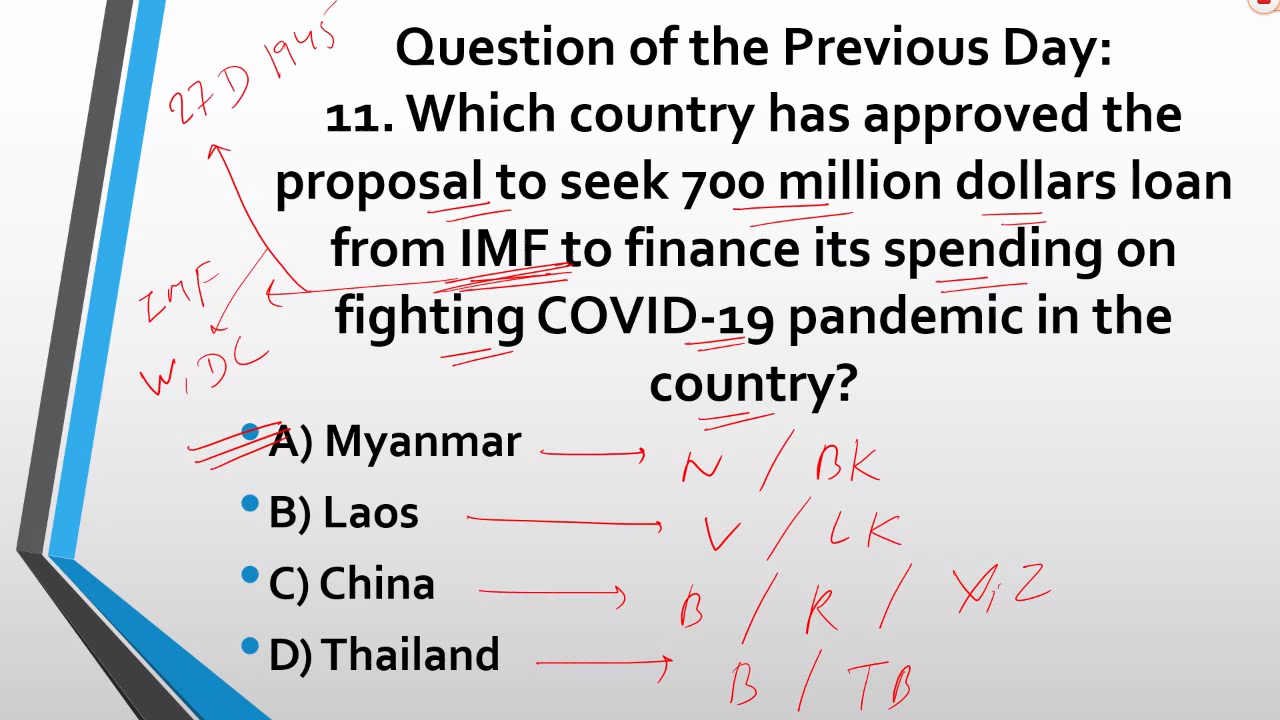 27 D 1945
Question of the Previous Day:
11. Which country has approved the
proposal to seek 700 million dollars loan
from IMF to finance its spending on
IMF
fighting COVID-19 pandemic in the
W, DC
country?
A) Myanmar N / BK
B) Laos V / LK
C) China B / R / Xi Z
D) Thailand B / TB